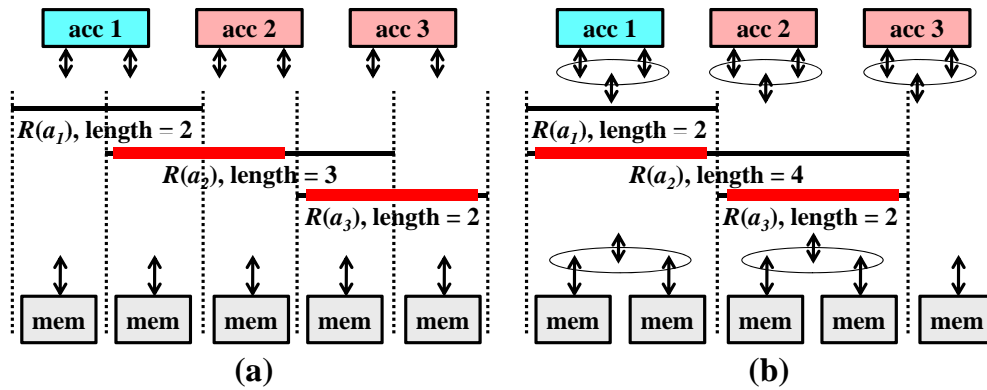 acc 1 acc 2 acc 3
R(a₁), length = 2
R(a₂), length = 3
R(a₃), length = 2
mem mem mem mem mem
(a)
acc 1 acc 2 acc 3
R(a₁), length = 2
R(a₂), length = 4
R(a₃), length = 2
mem mem mem mem mem
(b)